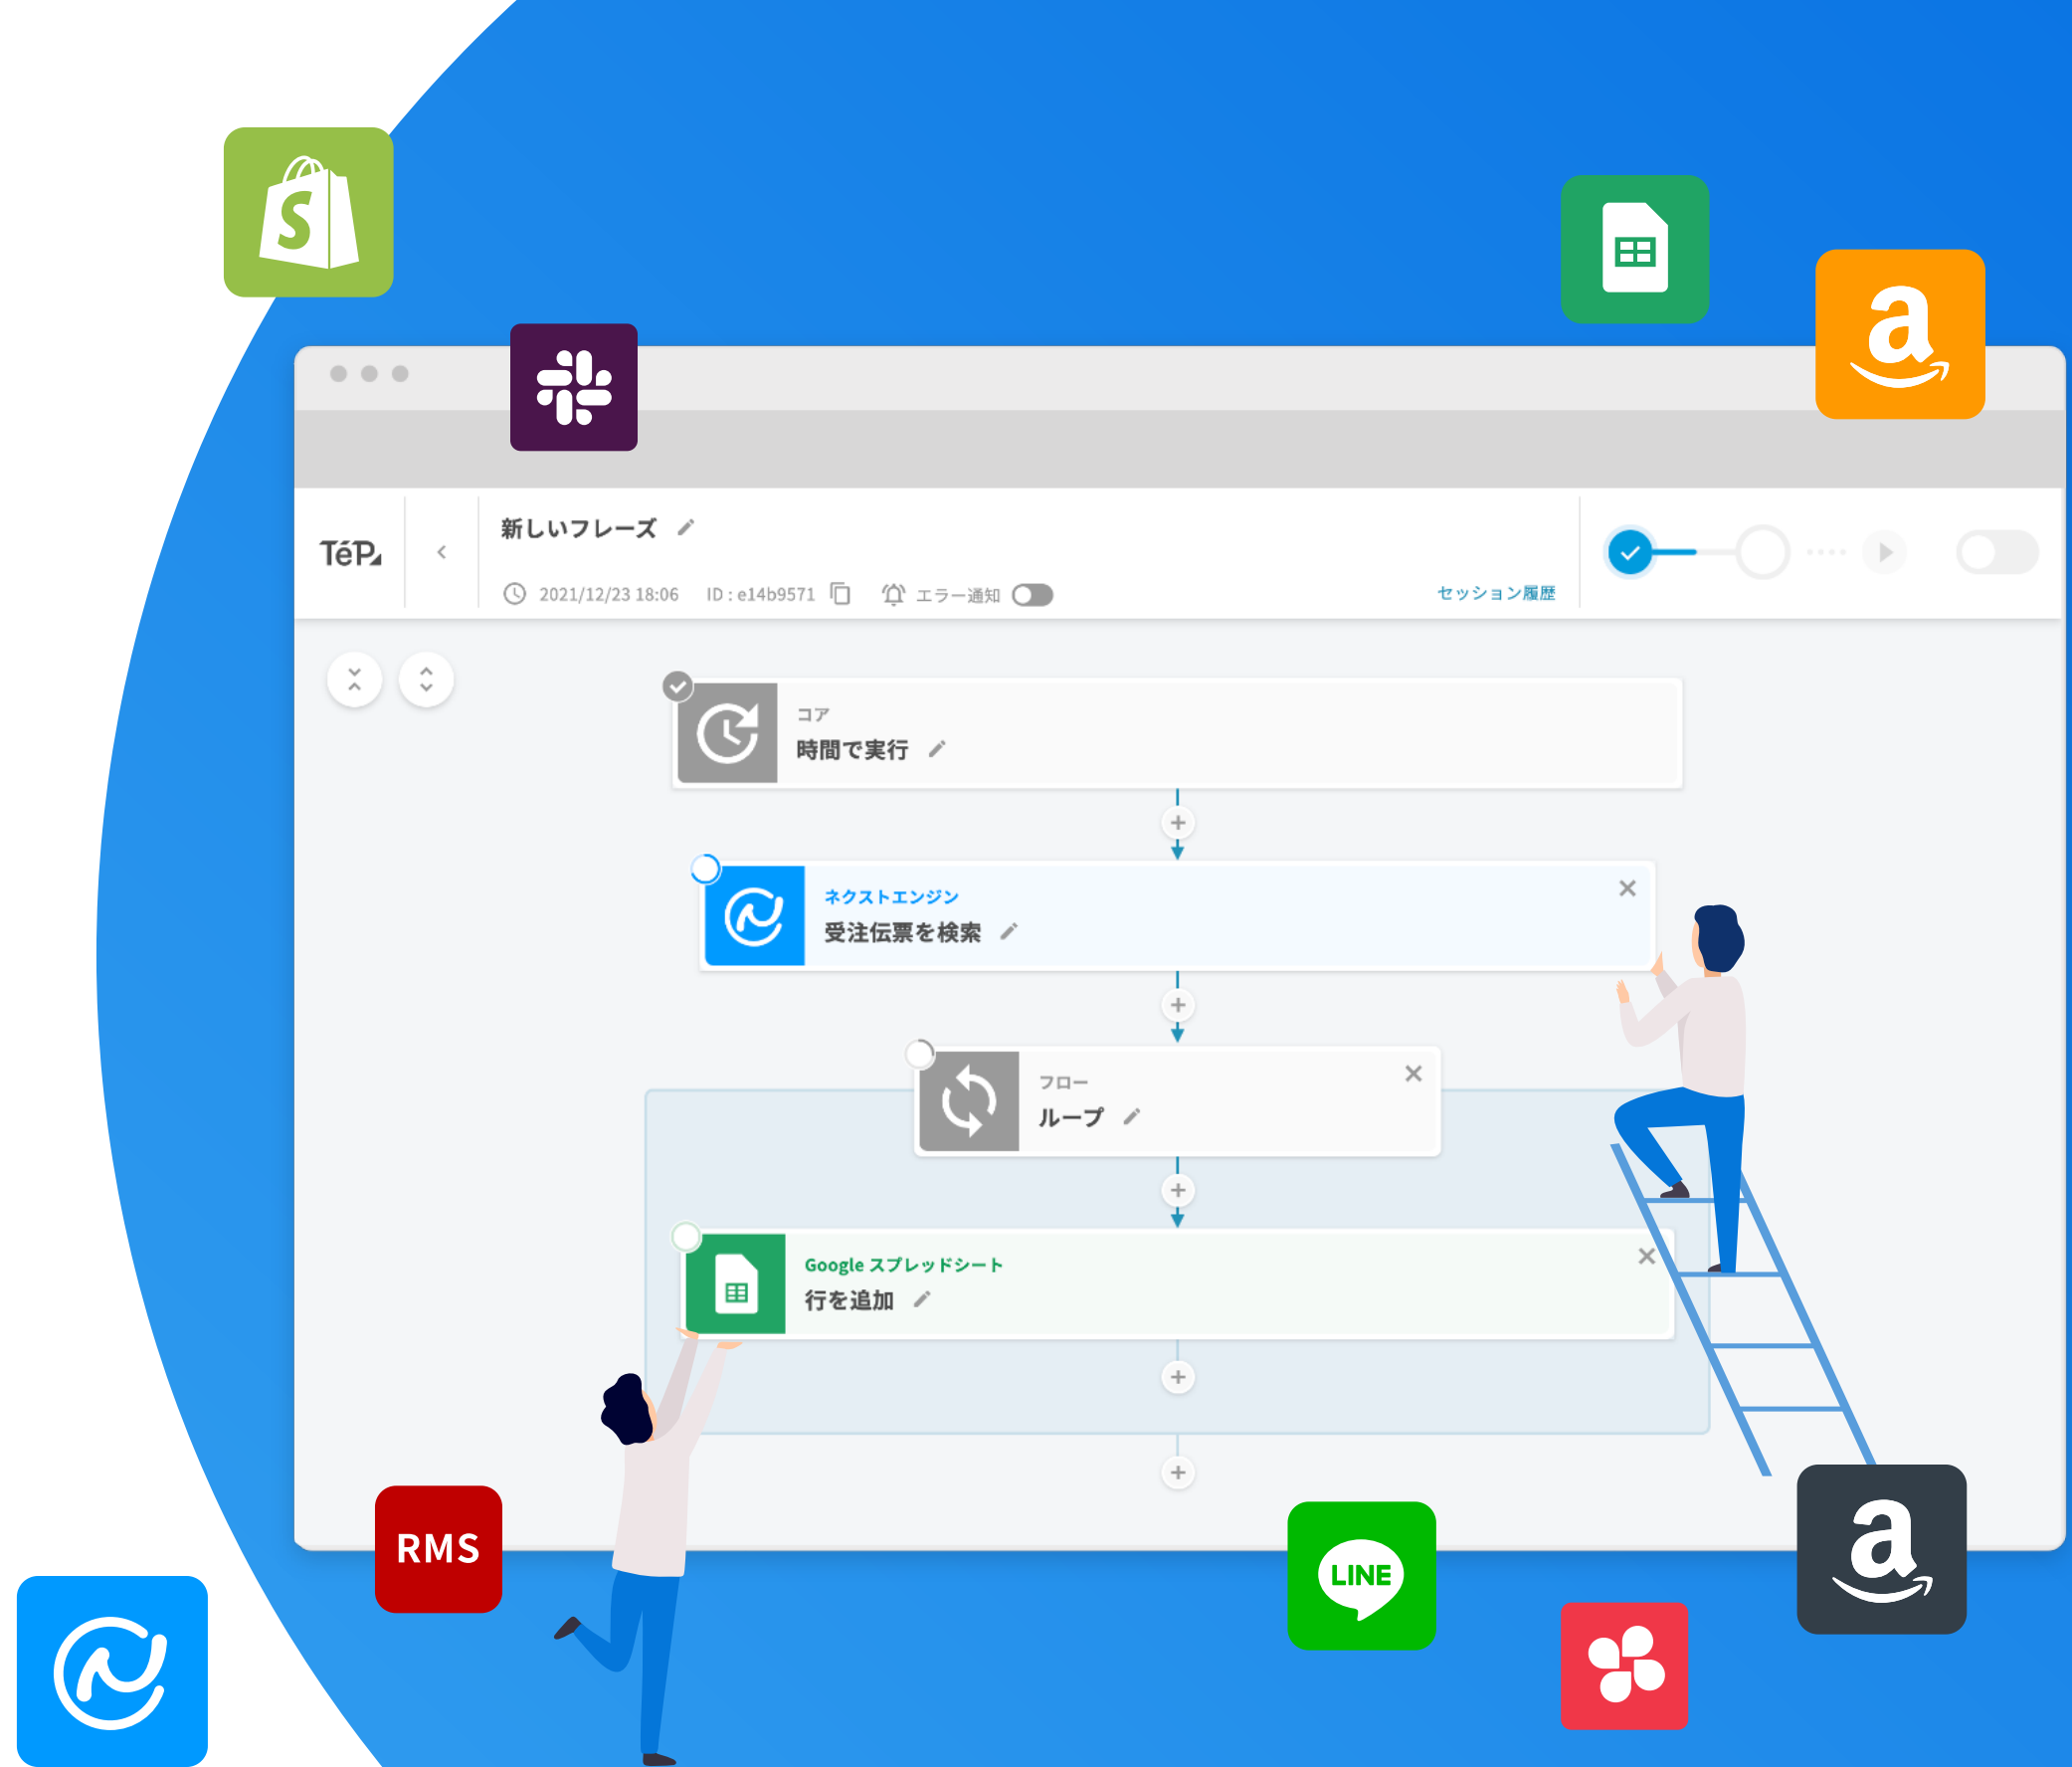 新しいフレーズ
TēP
2021/12/23 18:06 ID : e14b9571 エラー通知
セッション履歴
コア
時間で実行
ネクストエンジン
受注伝票を検索
フロー
ループ
Google スプレッドシート
行を追加
RMS
LINE